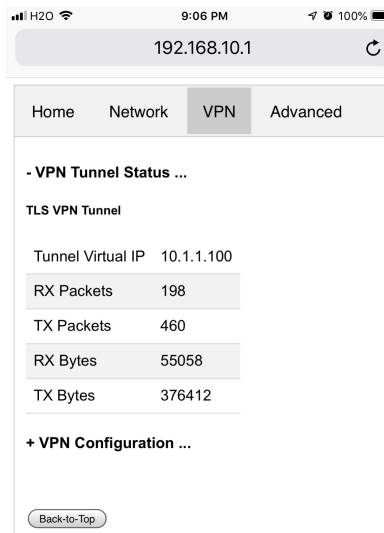 H2O 9:06 PM 100%
192.168.10.1
Home Network VPN Advanced
- VPN Tunnel Status ...
TLS VPN Tunnel
Tunnel Virtual IP 10.1.1.100
RX Packets 198
TX Packets 460
RX Bytes 55058
TX Bytes 376412
+ VPN Configuration ...
Back-to-Top